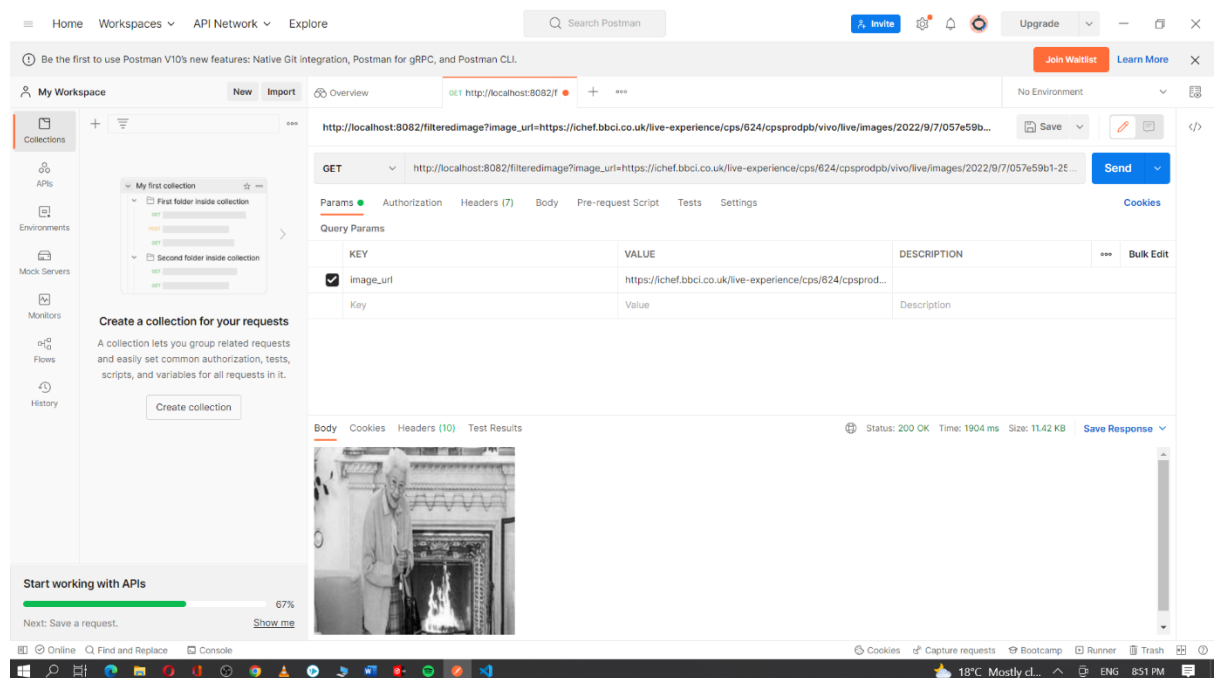 Home Workspaces API Network Explore Search Postman Invite Upgrade
Be the first to use Postman V10's new features: Native Git integration, Postman for gRPC, and Postman CLI. Join Waitlist Learn More
My Workspace New Import Overview GET http://localhost:8082/f No Environment
Collections
http://localhost:8082/filteredimage?image_url=https://ichef.bbci.co.uk/live-experience/cps/624/cpsprodpb/vivo/live/images/2022/9/7/057e59b... Save
APIs
Environments
Mock Servers
Monitors
Flows
History
My first collection
First folder inside collection
GET
POST
GET
Second folder inside collection
GET
GET
Create a collection for your requests
A collection lets you group related requests
and easily set common authorization, tests,
scripts, and variables for all requests in it.
Create collection
Start working with APIs
67%
Next: Save a request. Show me
GET http://localhost:8082/filteredimage?image_url=https://ichef.bbci.co.uk/live-experience/cps/624/cpsprodpb/vivo/live/images/2022/9/7/057e59b1-25... Send
Params Authorization Headers (7) Body Pre-request Script Tests Settings Cookies
Query Params
KEY VALUE DESCRIPTION Bulk Edit
image_url https://ichef.bbci.co.uk/live-experience/cps/624/cpsprod...
Key Value Description
Body Cookies Headers (10) Test Results Status: 200 OK Time: 1904 ms Size: 11.42 KB Save Response
Online Find and Replace Console Cookies Capture requests Bootcamp Runner Trash
18°C Mostly cl... ENG 8:51 PM